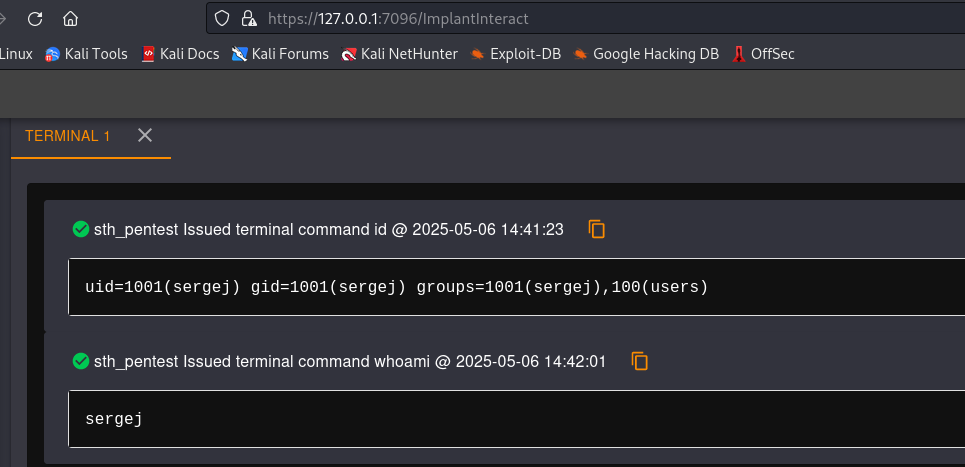 https://127.0.0.1:7096/ImplantInteract
Linux Kali Tools Kali Docs Kali Forums Kali NetHunter Exploit-DB Google Hacking DB OffSec
TERMINAL 1
sth_pentest Issued terminal command id @ 2025-05-06 14:41:23
uid=1001(sergej) gid=1001(sergej) groups=1001(sergej),100(users)
sth_pentest Issued terminal command whoami @ 2025-05-06 14:42:01
sergej